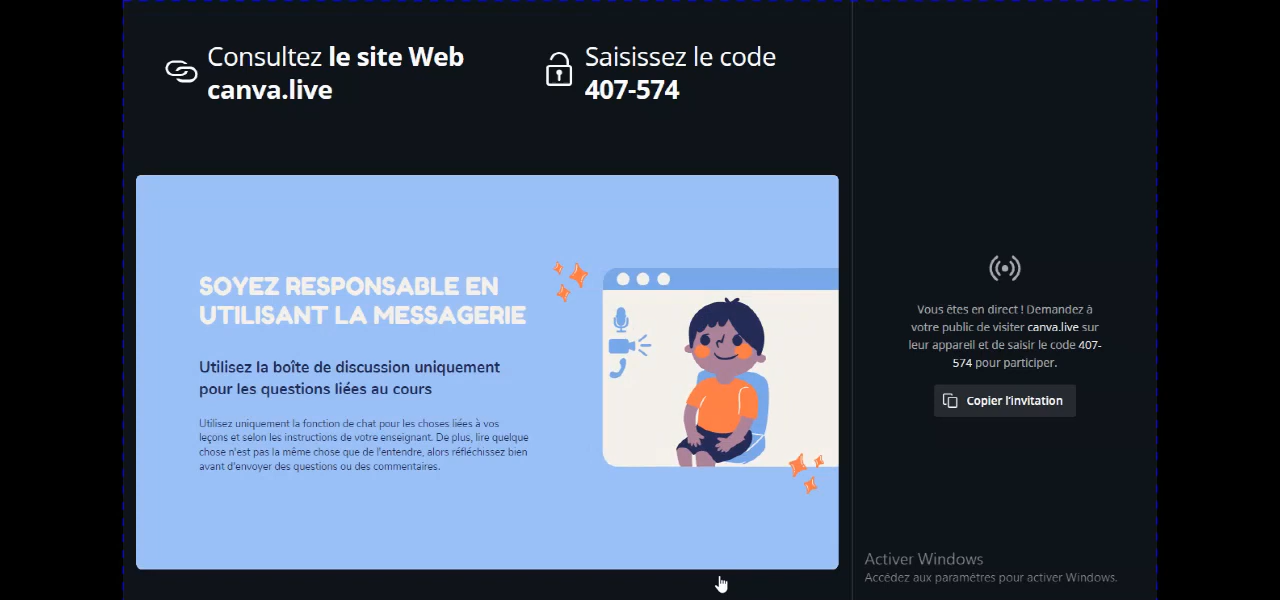 Consultez le site Web
canva.live
Saisissez le code
407-574
SOYEZ RESPONSABLE EN
UTILISANT LA MESSAGERIE
Utilisez la boîte de discussion uniquement
pour les questions liées au cours
Utilisez uniquement la fonction de chat pour les choses liées à vos
leçons et selon les instructions de votre enseignant. De plus, lire quelque
chose n'est pas la même chose que de l'entendre, alors réfléchissez bien
avant d'envoyer des questions ou des commentaires.
Vous êtes en direct ! Demandez à
votre public de visiter canva.live sur
leur appareil et de saisir le code 407-
574 pour participer.
Copier l'invitation
Activer Windows
Accédez aux paramètres pour activer Windows.